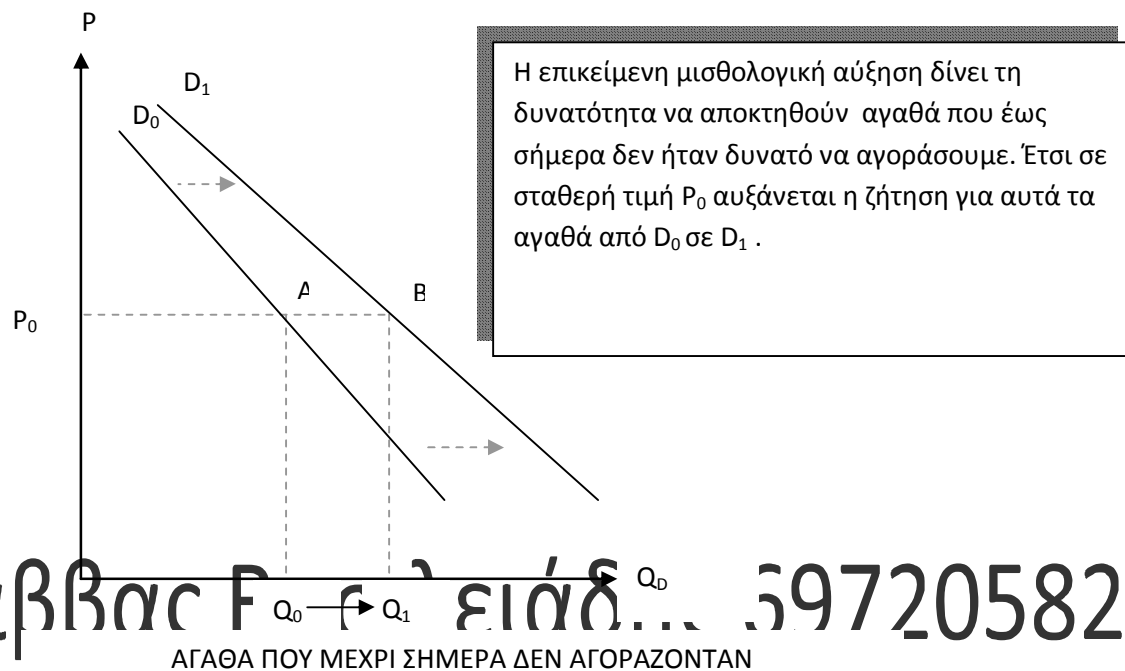 P
D₁
D₀
Η επικείμενη μισθολογική αύξηση δίνει τη
δυνατότητα να αποκτηθούν αγαθά που έως
σήμερα δεν ήταν δυνατό να αγοράσουμε. Έτσι σε
σταθερή τιμή P₀ αυξάνεται η ζήτηση για αυτά τα
αγαθά από D₀ σε D₁ .
A B
P₀
Q_D
69720582
Q₀ Q₁
ΑΓΑΘΑ ΠΟΥ ΜΕΧΡΙ ΣΗΜΕΡΑ ΔΕΝ ΑΓΟΡΑΖΟΝΤΑΝ